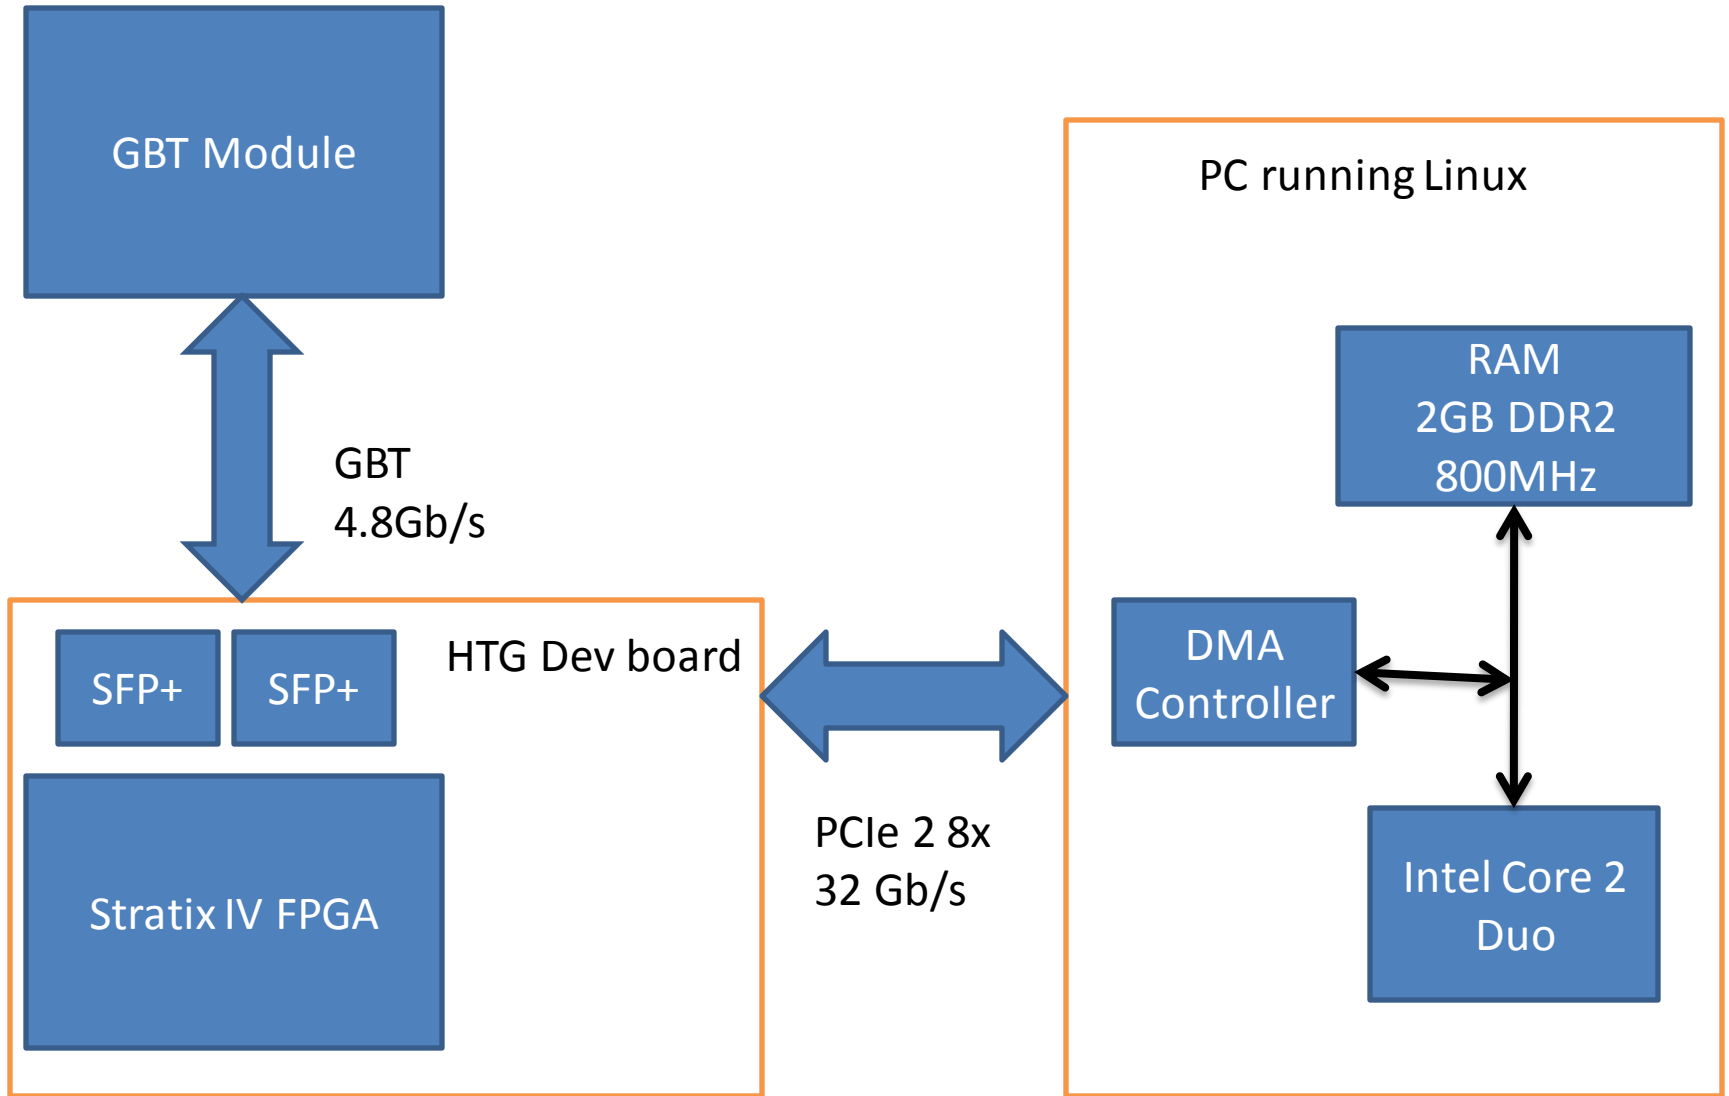 GBT Module
GBT
4.8Gb/s
HTG Dev board
SFP+
SFP+
Stratix IV FPGA
PCIe 2 8x
32 Gb/s
PC running Linux
RAM
2GB DDR2
800MHz
DMA
Controller
Intel Core 2
Duo